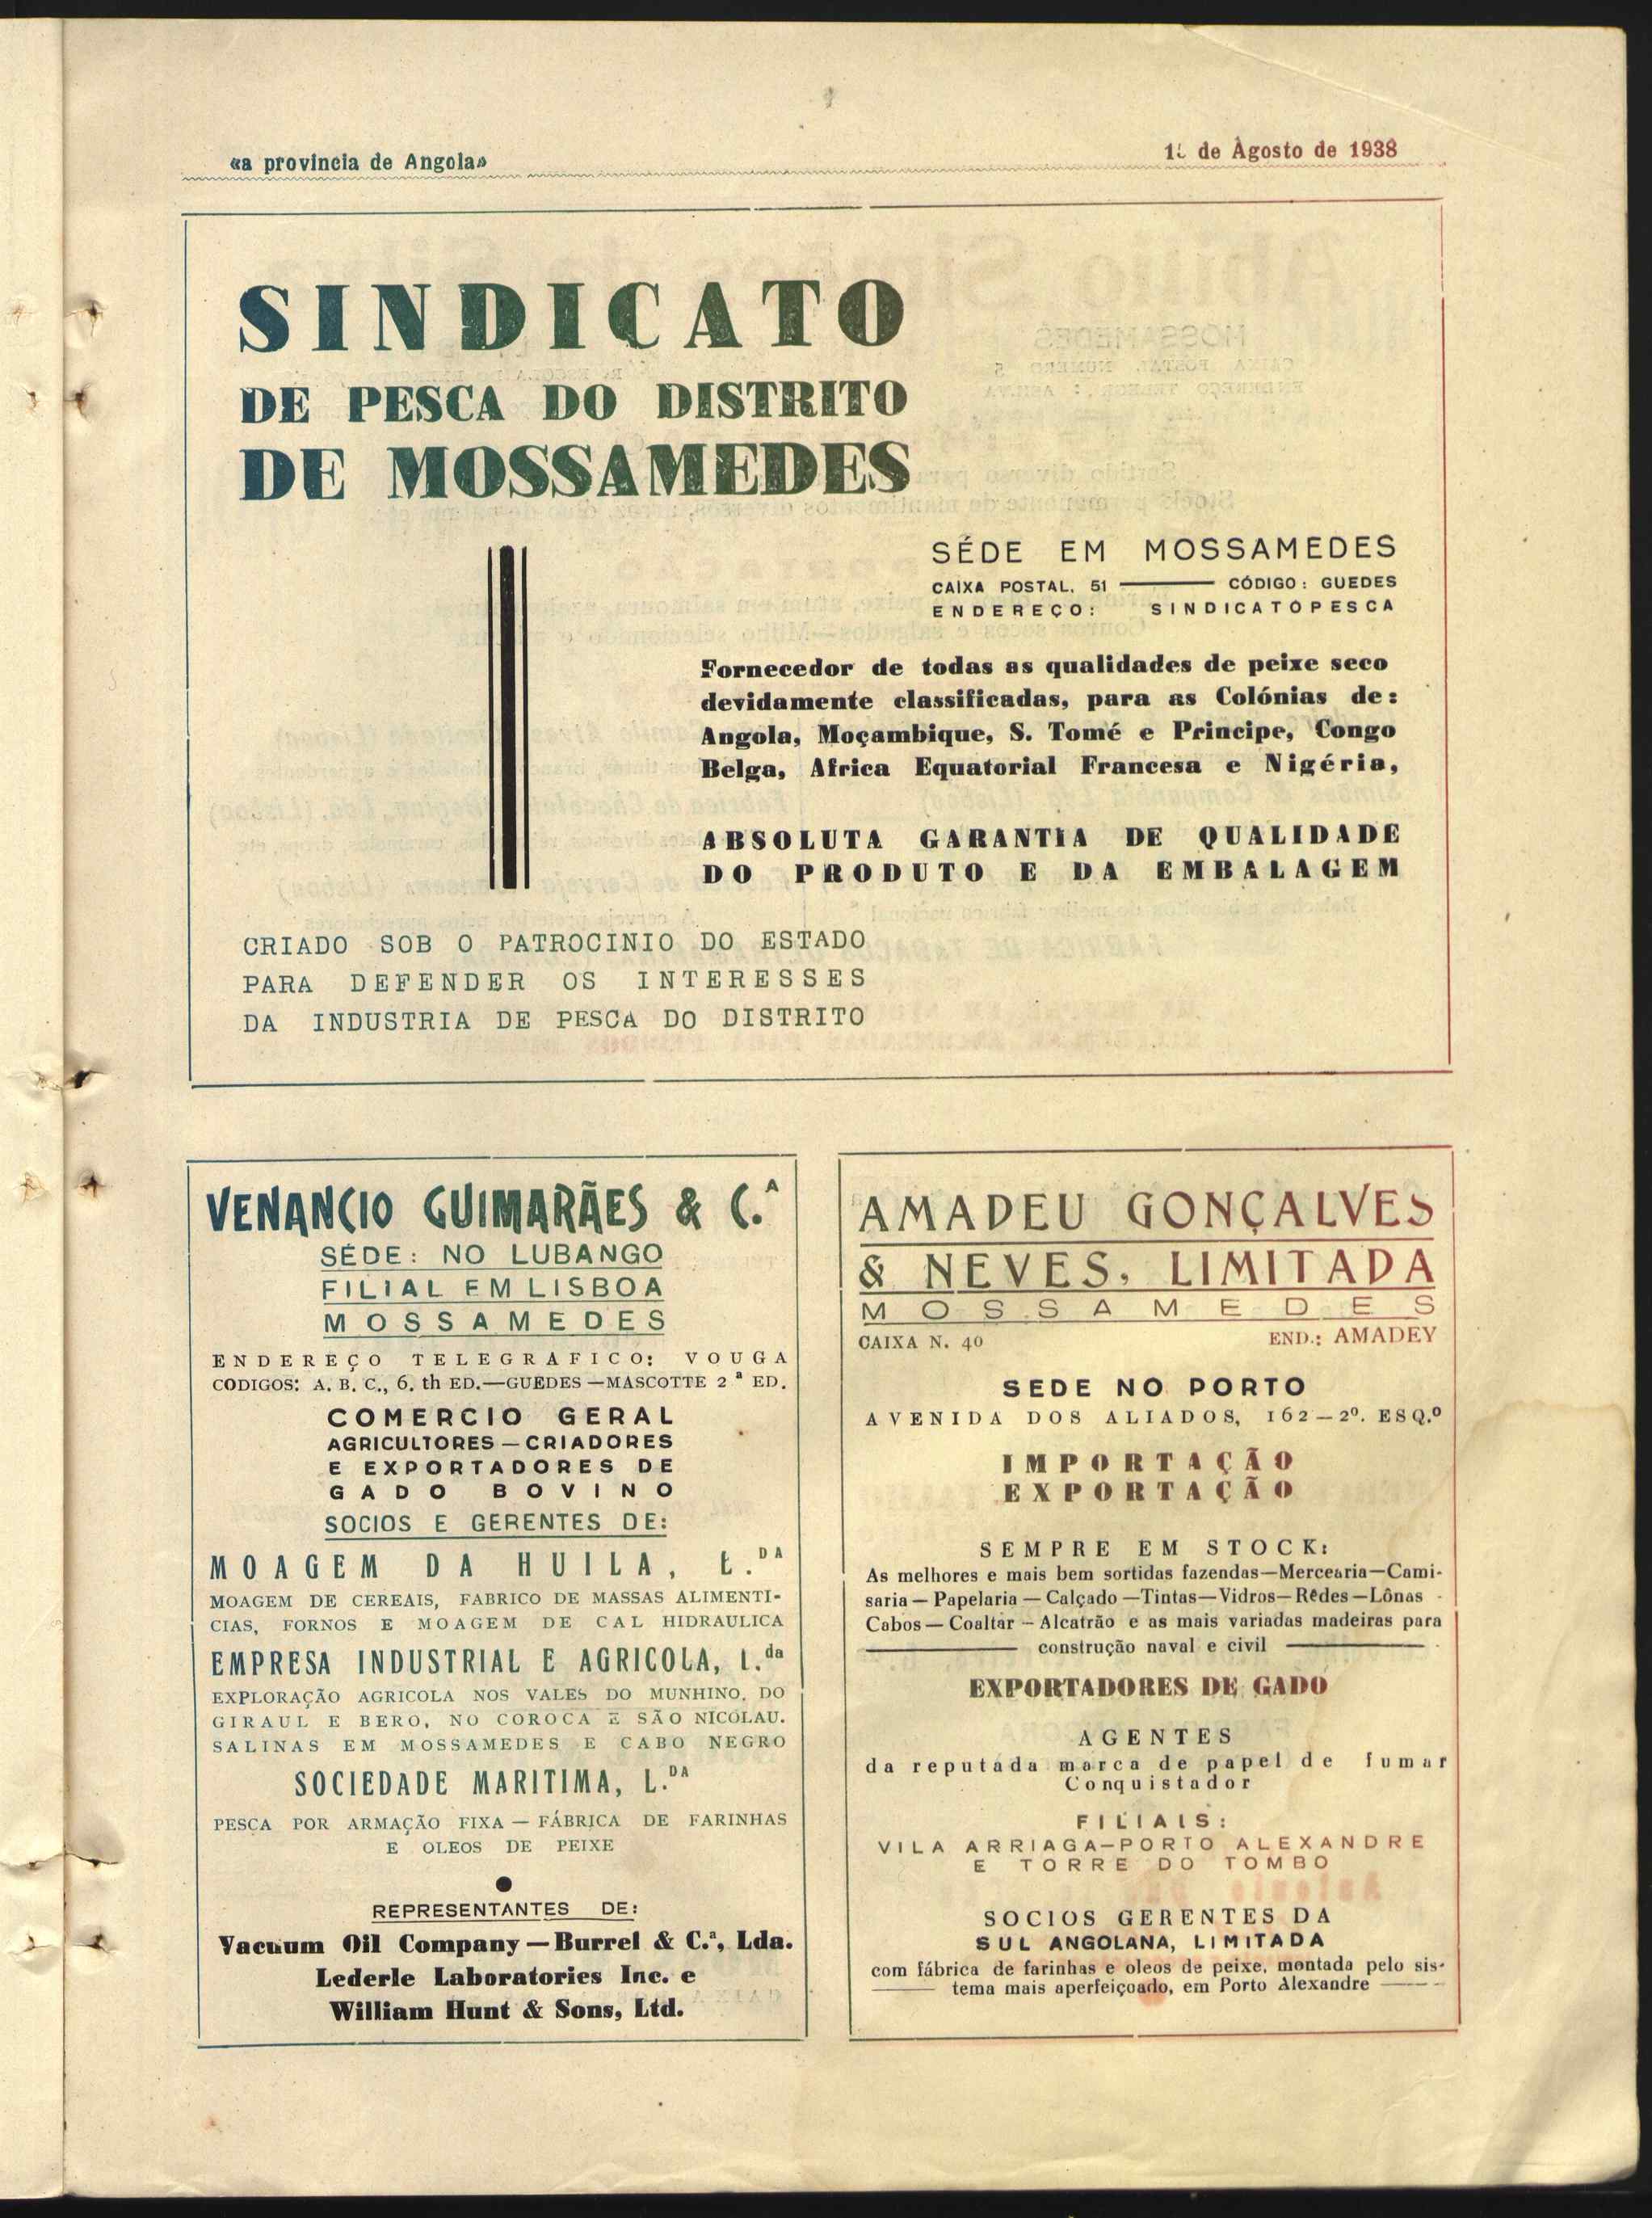 «a provincia de Angola»
de Àgosto de 1938
SINDICATO
DE PESCA DO DISTRITO
DE MOSSAMEDES
SÉDE EM MOSSAMEDES
CAIXA POSTAL, 51 —— CÓDIGO: GUEDES
ENDEREÇO: SINDICATOPESCA
Fornecedor de todas as qualidades de peixe seco
devidamente classificadas, para as Colónias de:
Angola, Moçambique, S. Tomé e Principe, Congo
Belga, Africa Equatorial Francesa e Nigéria,
ABSOLUTA GARANTIA DE QUALIDADE
DO PRODUTO E DA EMBALAGEM
CRIADO SOB O PATROCINIO DO ESTADO
PARA DEFENDER OS INTERESSES
DA INDUSTRIA DE PESCA DO DISTRITO
VENANCIO GUIMARÃES & C.ᴬ
SÉDE: NO LUBANGO
FILIAL EM LISBOA
MOSSAMEDES
ENDEREÇO TELEGRAFICO: VOUGA
CODIGOS: A. B. C., 6. th ED.—GUEDES—MASCOTTE 2 ª ED.
COMERCIO GERAL
AGRICULTORES—CRIADORES
E EXPORTADORES DE
GADO BOVINO
SOCIOS E GERENTES DE:
MOAGEM DA HUILA, L.ᴰᴬ
MOAGEM DE CEREAIS, FABRICO DE MASSAS ALIMENTI-
CIAS, FORNOS E MOAGEM DE CAL HIDRAULICA
EMPRESA INDUSTRIAL E AGRICOLA, L.ᵈᵃ
EXPLORAÇÃO AGRICOLA NOS VALES DO MUNHINO, DO
GIRAUL E BERO, NO COROCA E SÃO NICOLAU.
SALINAS EM MOSSAMEDES E CABO NEGRO
SOCIEDADE MARITIMA, L.ᴰᴬ
PESCA POR ARMAÇÃO FIXA — FÁBRICA DE FARINHAS
E OLEOS DE PEIXE
REPRESENTANTES DE:
Vacuum Oil Company—Burrel & C.ª, Lda.
Lederle Laboratories Inc. e
William Hunt & Sons, Ltd.
AMADEU GONÇALVES
& NEVES, LIMITADA
MOSSAMEDES
CAIXA N. 40 END.: AMADEY
SEDE NO PORTO
AVENIDA DOS ALIADOS, 162—2º. ESQ.º
IMPORTAÇÃO
EXPORTAÇÃO
SEMPRE EM STOCK:
As melhores e mais bem sortidas fazendas—Mercearia—Cami-
saria— Papelaria — Calçado —Tintas—Vidros—Rêdes—Lônas -
Cabos— Coaltar — Alcatrão e as mais variadas madeiras para
construção naval e civil
EXPORTADORES DE GADO
AGENTES
da reputada marca de papel de fumar
Conquistador
FILIAIS:
VILA ARRIAGA—PORTO ALEXANDRE
E TORRE DO TOMBO
SOCIOS GERENTES DA
SUL ANGOLANA, LIMITADA
com fábrica de farinhas e oleos de peixe, montada pelo sis-
tema mais aperfeiçoado, em Porto Alexandre